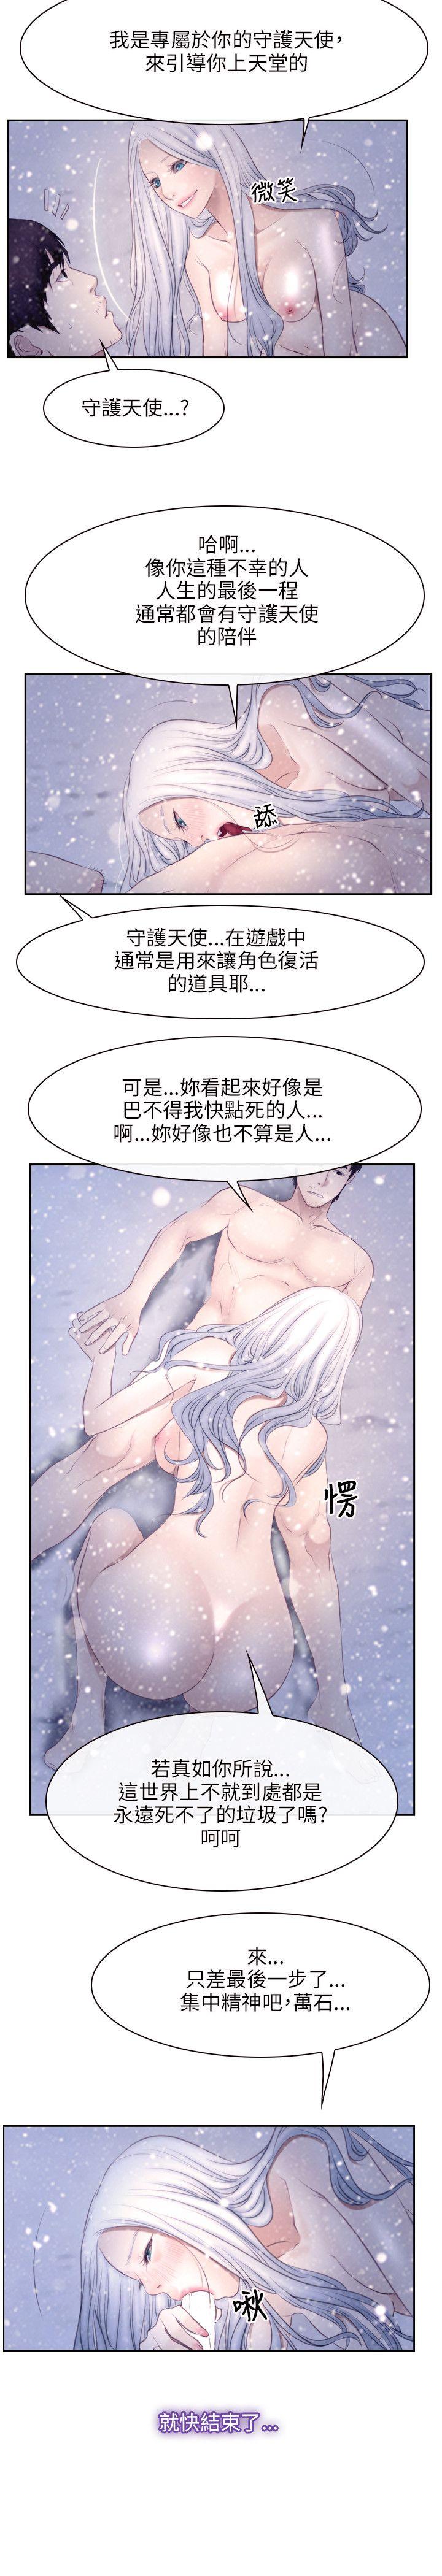 我是專屬於你的守護天使，
來引導你上天堂的
微笑
守護天使...?
哈啊...
像你這種不幸的人
人生的最後一程
通常都會有守護天使
的陪伴
舔
守護天使...在遊戲中
通常是用來讓角色復活
的道具耶...
可是...妳看起來好像是
巴不得我快點死的人...
啊...妳好像也不算是人...
愣
若真如你所說...
這世界上不就到處都是
永遠死不了的垃圾了嗎?
呵呵
來...
只差最後一步了...
集中精神吧，萬石...
啾
就快結束了...